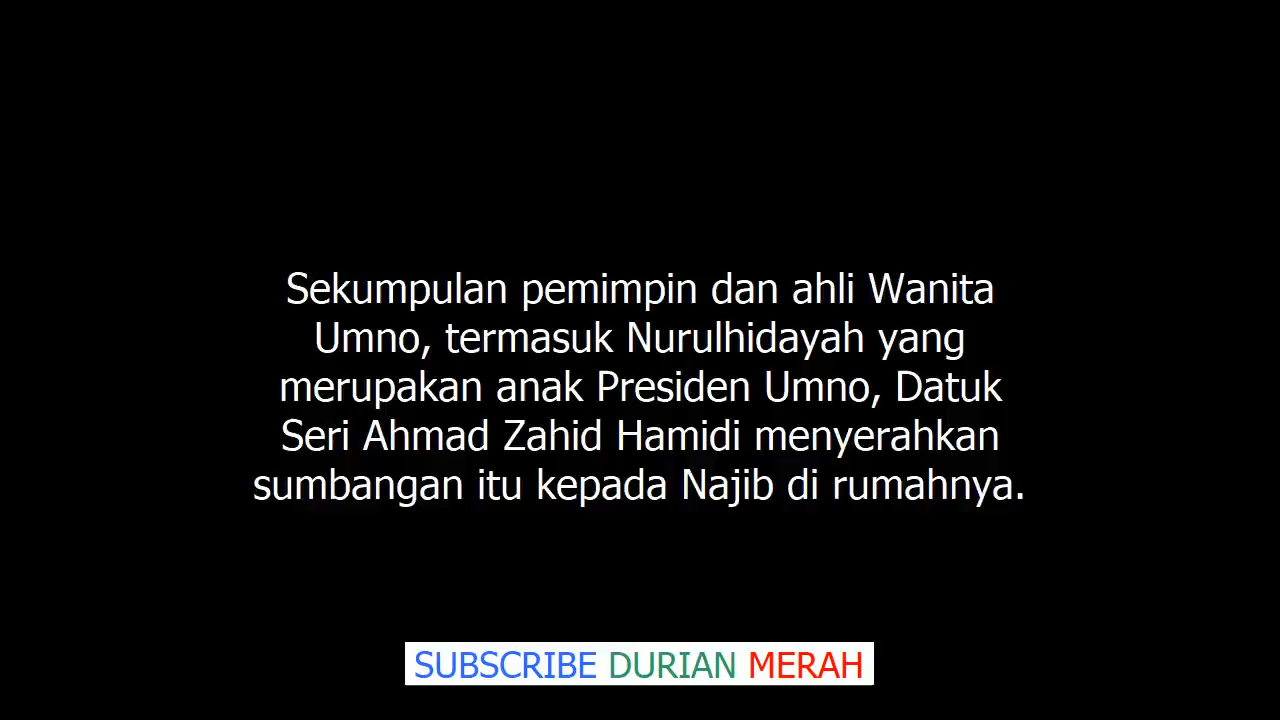 Sekumpulan pemimpin dan ahli Wanita
Umno, termasuk Nurulhidayah yang
merupakan anak Presiden Umno, Datuk
Seri Ahmad Zahid Hamidi menyerahkan
sumbangan itu kepada Najib di rumahnya.
SUBSCRIBE DURIAN MERAH